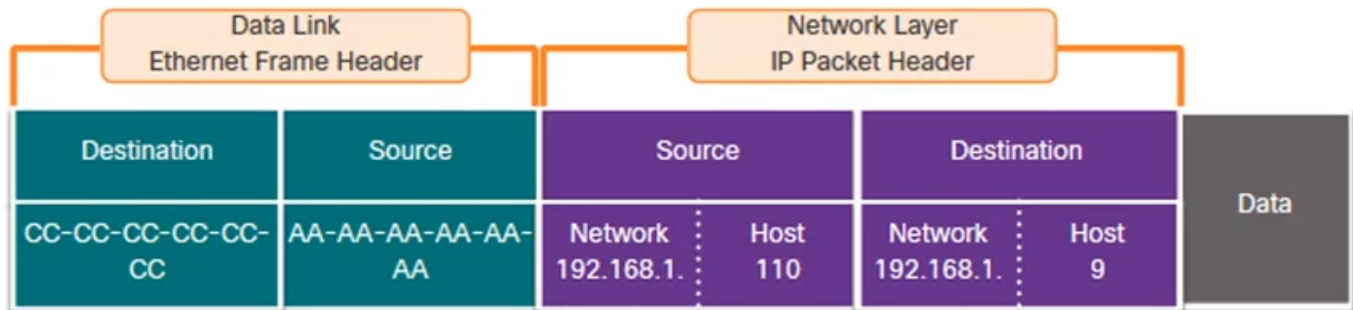 Data Link
Ethernet Frame Header
Network Layer
IP Packet Header
Destination
Source
Source
Destination
Data
CC-CC-CC-CC-CC-
CC
AA-AA-AA-AA-AA-
AA
Network
192.168.1.
Host
110
Network
192.168.1.
Host
9